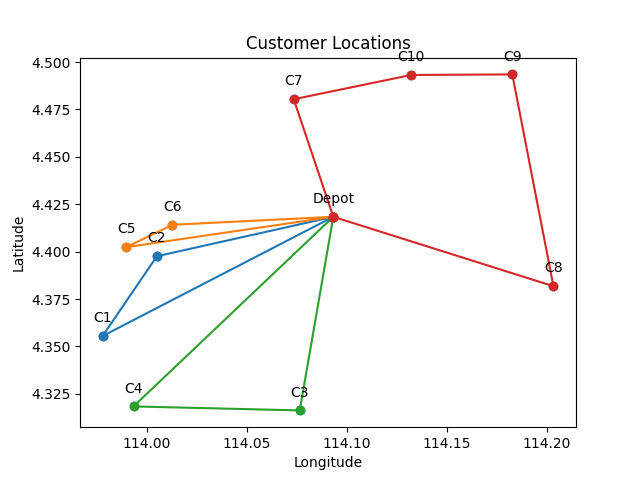 Customer Locations
4.500
4.475
4.450
4.425
4.400
4.375
4.350
4.325
Latitude
C10
C9
C7
Depot
C6
C5
C2
C8
C1
C4
C3
114.00
114.05
114.10
114.15
114.20
Longitude